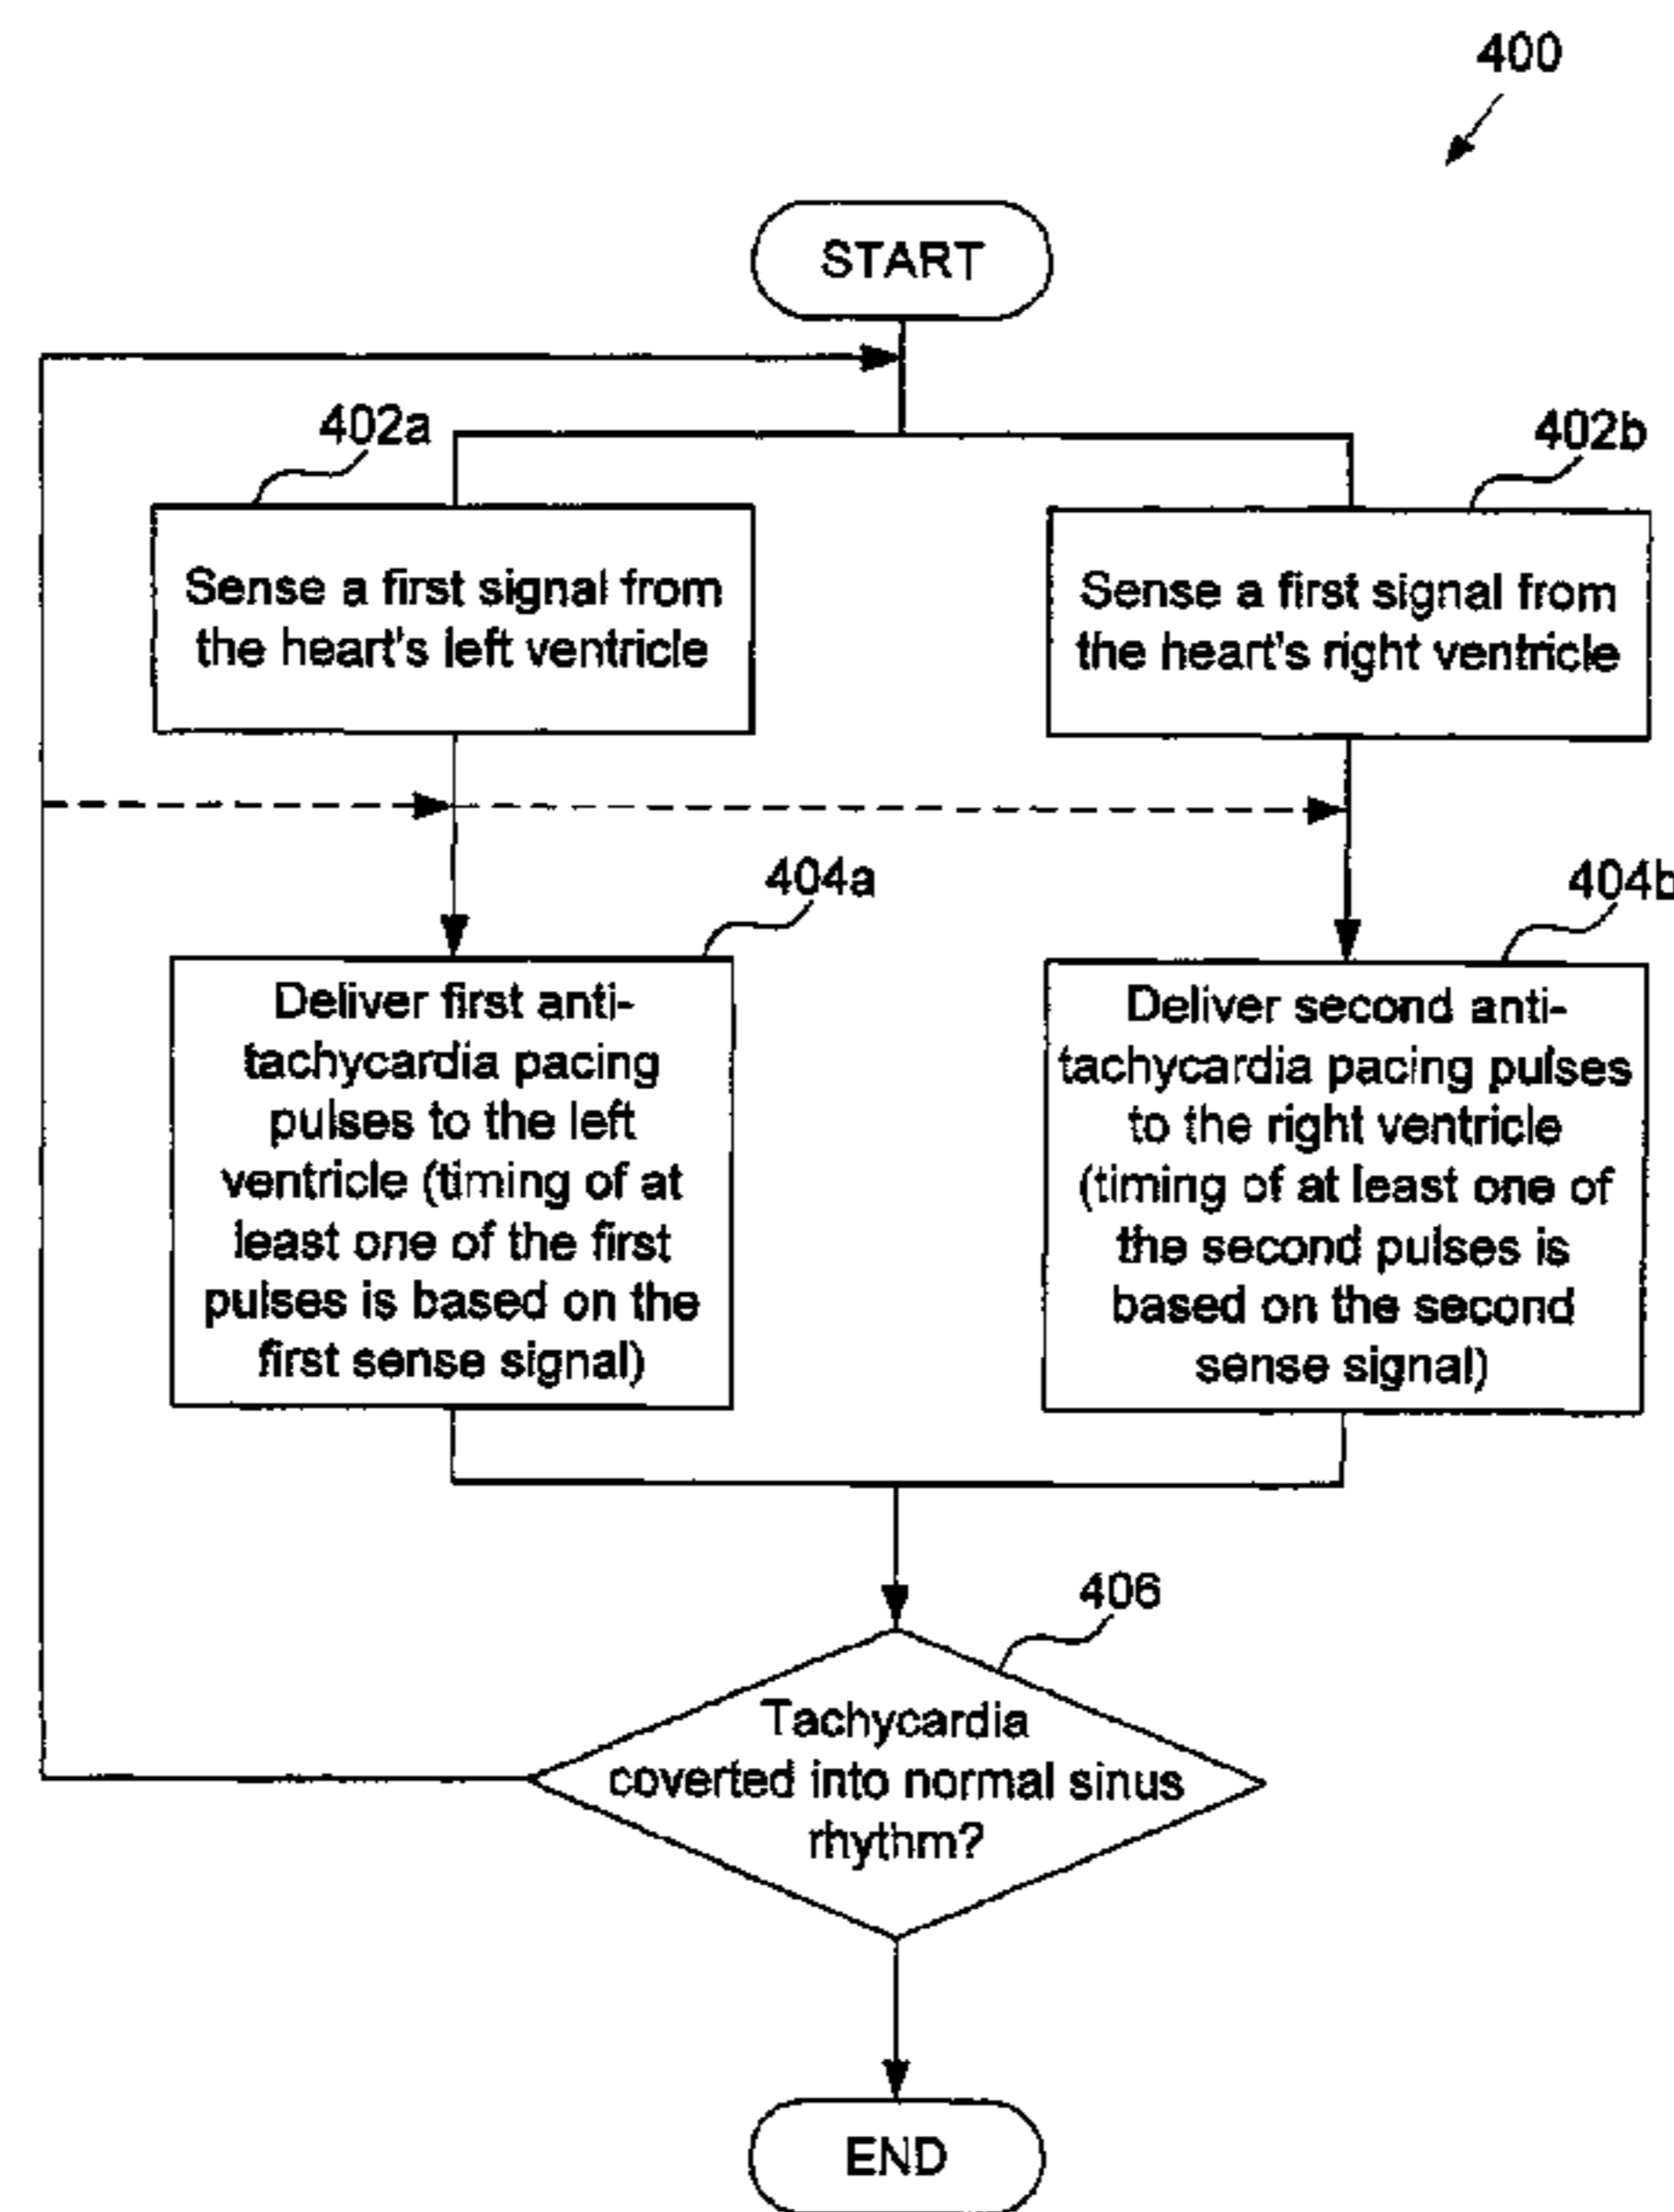 400
START
402a
402b
Sense a first signal from
the heart's left ventricle
Sense a first signal from
the heart's right ventricle
404a
404b
Deliver first anti-
tachycardia pacing
pulses to the left
ventricle (timing of at
least one of the first
pulses is based on the
first sense signal)
Deliver second anti-
tachycardia pacing pulses
to the right ventricle
(timing of at least one of
the second pulses is
based on the second
sense signal)
406
Tachycardia
coverted into normal sinus
rhythm?
END